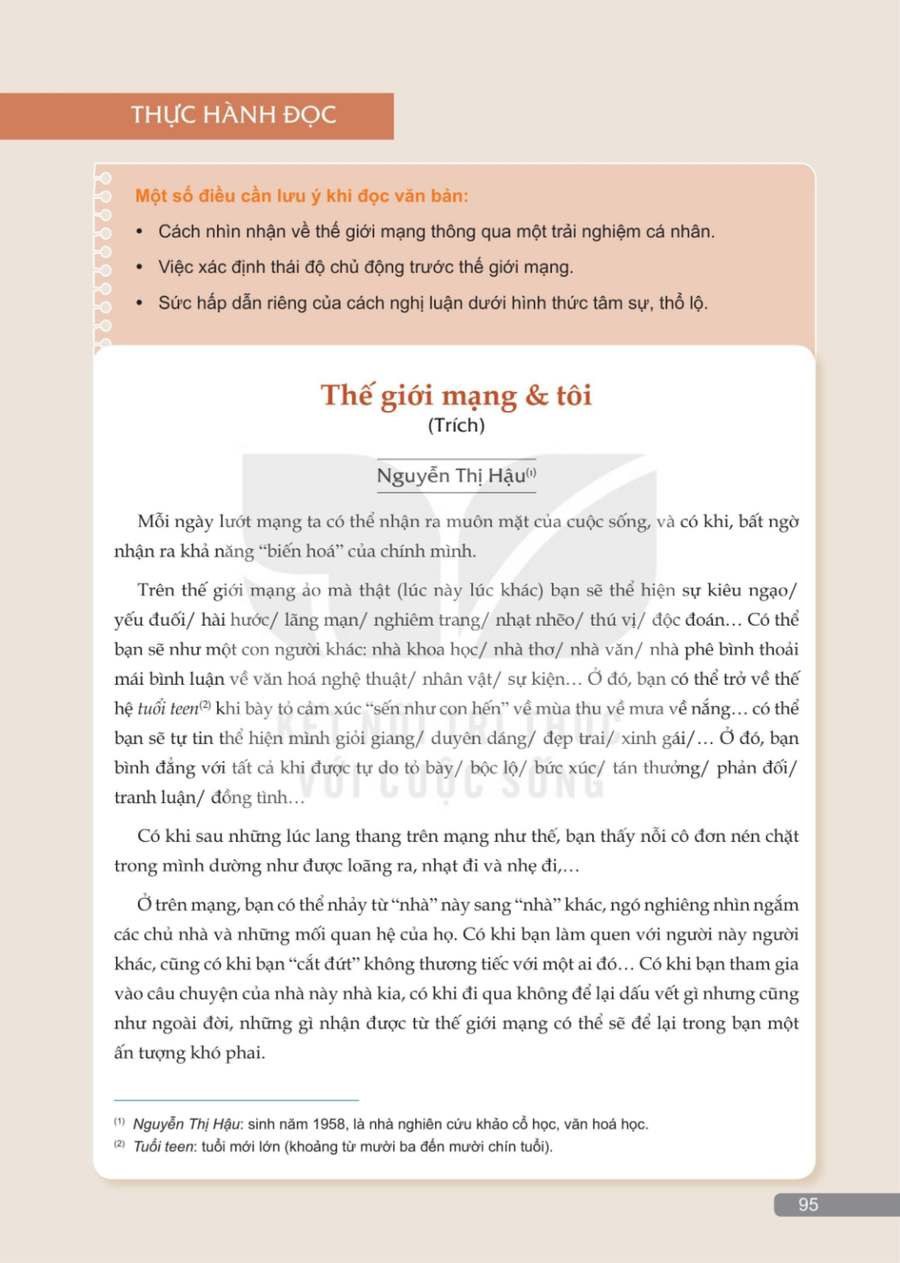 THỰC HÀNH ĐỌC
Một số điều cần lưu ý khi đọc văn bản:
• Cách nhìn nhận về thế giới mạng thông qua một trải nghiệm cá nhân.
• Việc xác định thái độ chủ động trước thế giới mạng.
• Sức hấp dẫn riêng của cách nghị luận dưới hình thức tâm sự, thổ lộ.
Thế giới mạng & tôi
(Trích)
Nguyễn Thị Hậu⁽¹⁾
Mỗi ngày lướt mạng ta có thể nhận ra muôn mặt của cuộc sống, và có khi, bất ngờ
nhận ra khả năng “biến hoá” của chính mình.
Trên thế giới mạng ảo mà thật (lúc này lúc khác) bạn sẽ thể hiện sự kiêu ngạo/
yếu đuối/ hài hước/ lãng mạn/ nghiêm trang/ nhạt nhẽo/ thú vị/ độc đoán… Có thể
bạn sẽ như một con người khác: nhà khoa học/ nhà thơ/ nhà văn/ nhà phê bình thoải
mái bình luận về văn hoá nghệ thuật/ nhân vật/ sự kiện… Ở đó, bạn có thể trở về thế
hệ tuổi teen⁽²⁾ khi bày tỏ cảm xúc “sến như con hến” về mùa thu về mưa về nắng… có thể
bạn sẽ tự tin thể hiện mình giỏi giang/ duyên dáng/ đẹp trai/ xinh gái/… Ở đó, bạn
bình đẳng với tất cả khi được tự do tỏ bày/ bộc lộ/ bức xúc/ tán thưởng/ phản đối/
tranh luận/ đồng tình…
Có khi sau những lúc lang thang trên mạng như thế, bạn thấy nỗi cô đơn nén chặt
trong mình dường như được loãng ra, nhạt đi và nhẹ đi,…
Ở trên mạng, bạn có thể nhảy từ “nhà” này sang “nhà” khác, ngó nghiêng nhìn ngắm
các chủ nhà và những mối quan hệ của họ. Có khi bạn làm quen với người này người
khác, cũng có khi bạn “cắt đứt” không thương tiếc với một ai đó… Có khi bạn tham gia
vào câu chuyện của nhà này nhà kia, có khi đi qua không để lại dấu vết gì nhưng cũng
như ngoài đời, những gì nhận được từ thế giới mạng có thể sẽ để lại trong bạn một
ấn tượng khó phai.
KẾT NỐI TRI THỨC
VỚI CUỘC SỐNG
⁽¹⁾ Nguyễn Thị Hậu: sinh năm 1958, là nhà nghiên cứu khảo cổ học, văn hoá học.
⁽²⁾ Tuổi teen: tuổi mới lớn (khoảng từ mười ba đến mười chín tuổi).
95